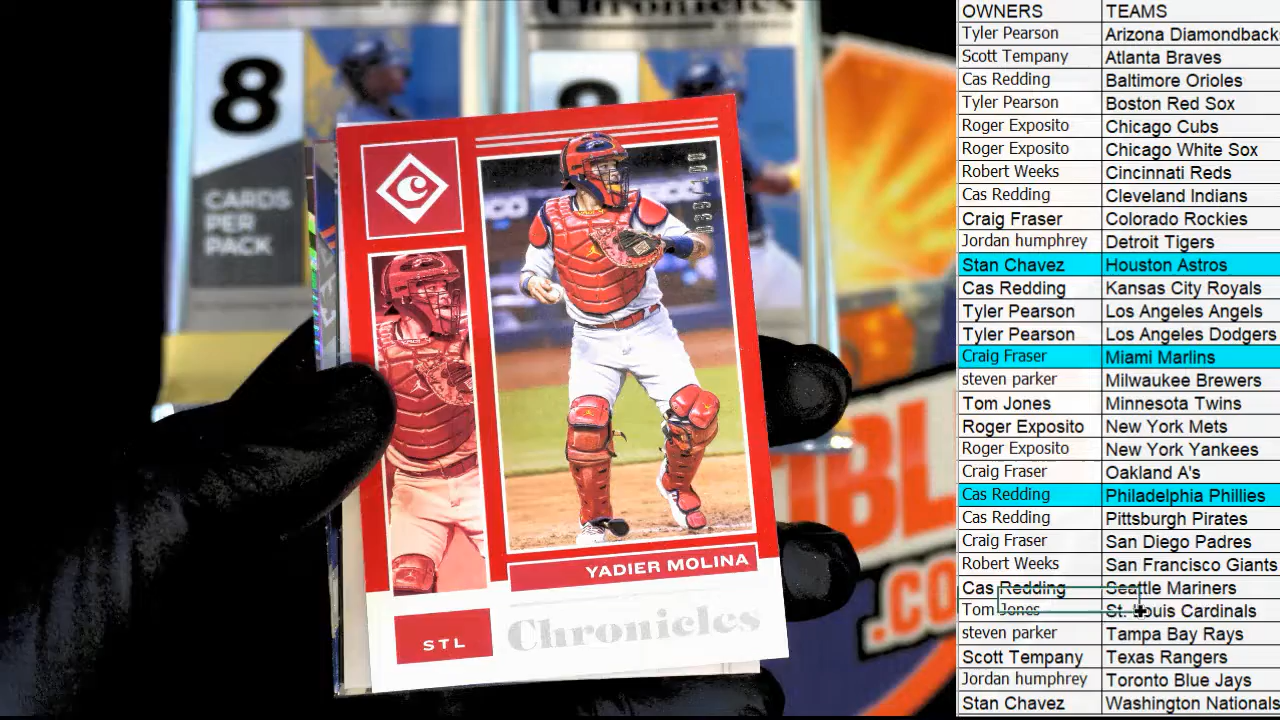 Chronicles
8
CARDS
PER
PACK
035/100
YADIER MOLINA
STL
Chronicles
.CO
OWNERS TEAMS
Tyler Pearson Arizona Diamondback
Scott Tempany Atlanta Braves
Cas Redding Baltimore Orioles
Tyler Pearson Boston Red Sox
Roger Exposito Chicago Cubs
Roger Exposito Chicago White Sox
Robert Weeks Cincinnati Reds
Cas Redding Cleveland Indians
Craig Fraser Colorado Rockies
Jordan humphrey Detroit Tigers
Stan Chavez Houston Astros
Cas Redding Kansas City Royals
Tyler Pearson Los Angeles Angels
Tyler Pearson Los Angeles Dodgers
Craig Fraser Miami Marlins
steven parker Milwaukee Brewers
Tom Jones Minnesota Twins
Roger Exposito New York Mets
Roger Exposito New York Yankees
Craig Fraser Oakland A's
Cas Redding Philadelphia Phillies
Cas Redding Pittsburgh Pirates
Craig Fraser San Diego Padres
Robert Weeks San Francisco Giants
Cas Redding Seattle Mariners
Tom Jones St. Louis Cardinals
steven parker Tampa Bay Rays
Scott Tempany Texas Rangers
Jordan humphrey Toronto Blue Jays
Stan Chavez Washington Nationals